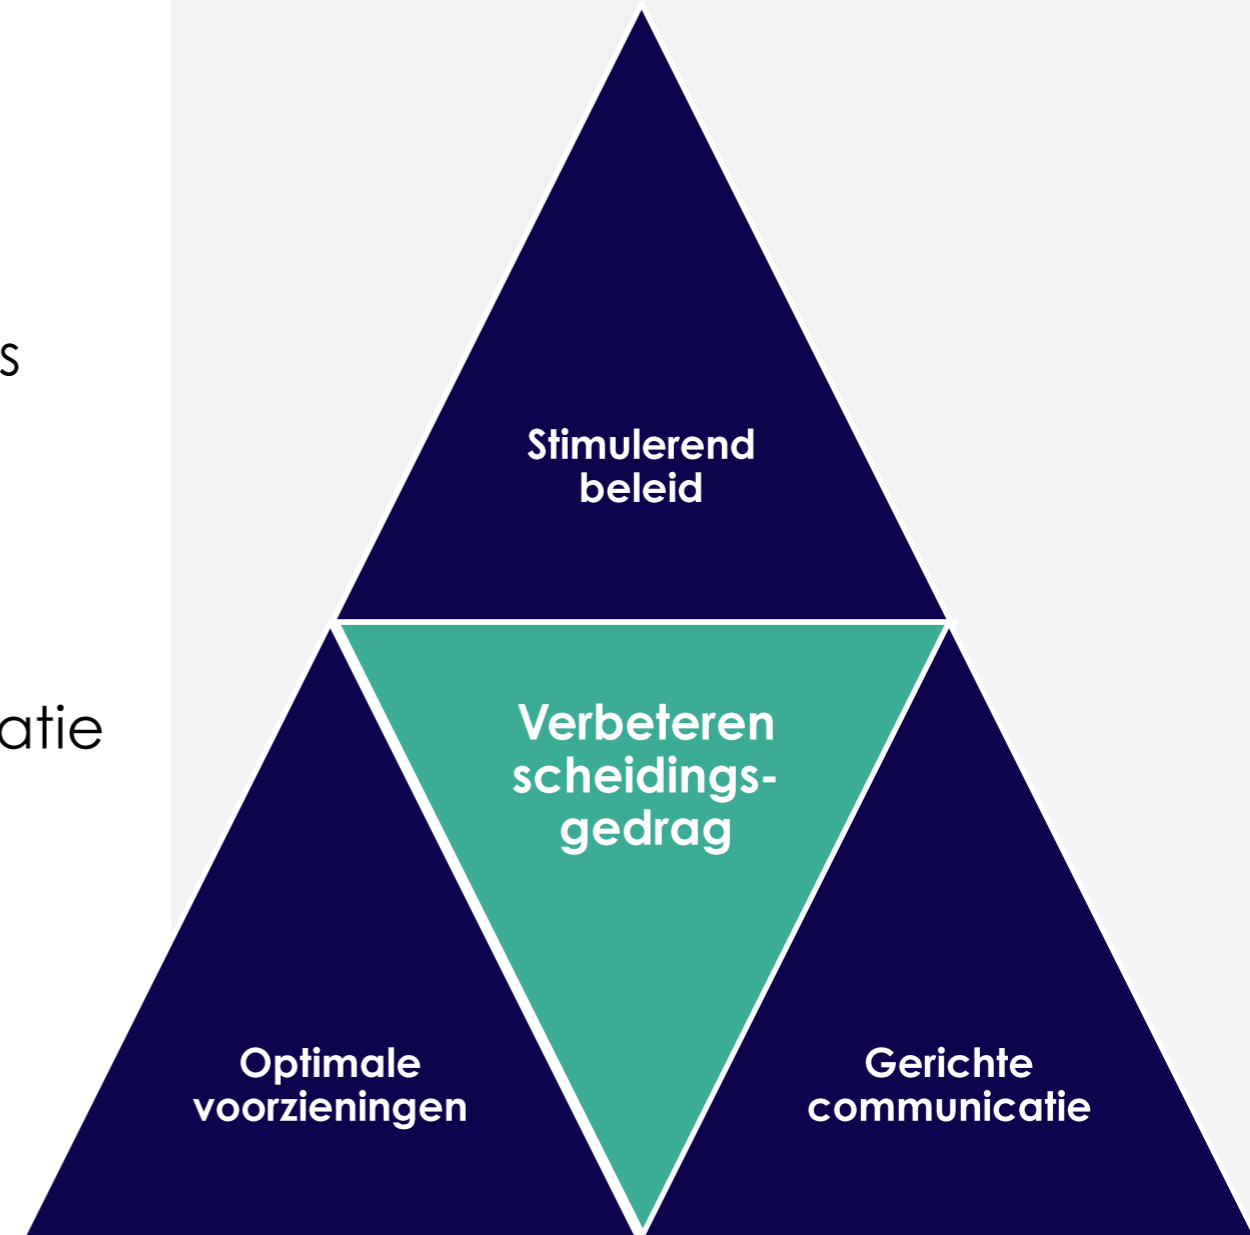 s
Stimulerend
beleid
Verbeteren
scheidings-
gedrag
atie
Optimale
voorzieningen
Gerichte
communicatie